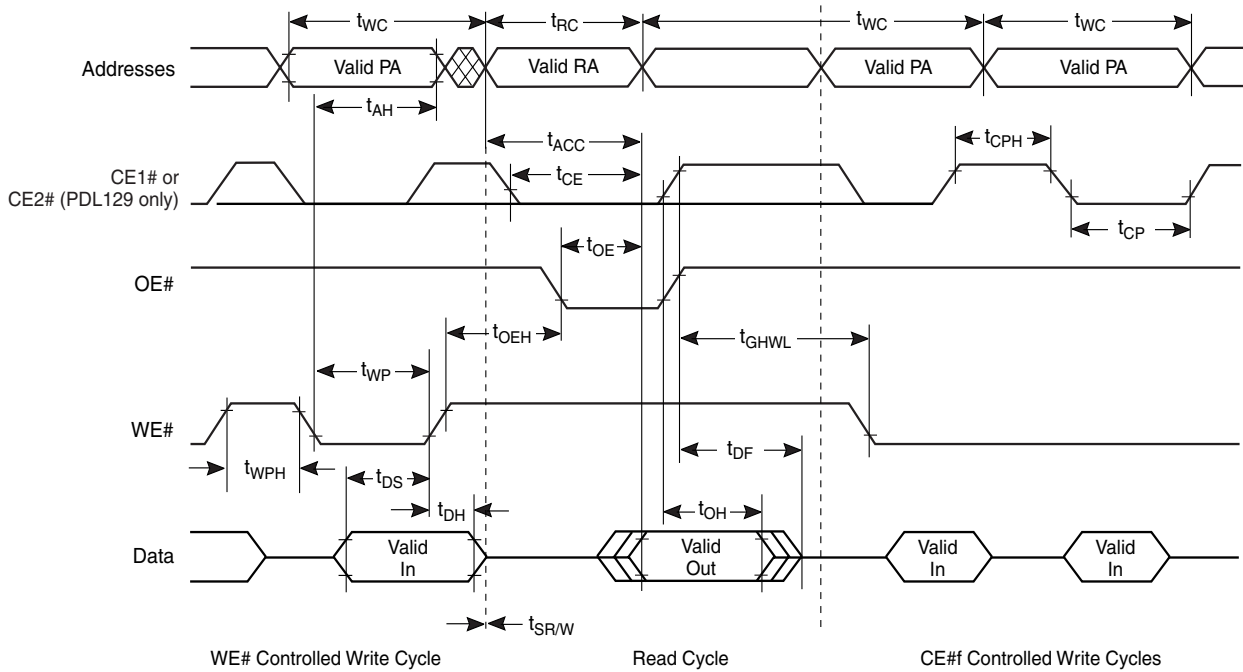 tWC tRC tWC tWC
Addresses Valid PA Valid RA Valid PA Valid PA
tAH
tACC tCPH
CE1# or
CE2# (PDL129 only)
tCE
tCP
tOE
OE#
tOEH tGHWL
tWP
WE#
tWPH tDS tDF
tDH tOH
Data Valid In Valid Out Valid In Valid In
tSR/W
WE# Controlled Write Cycle Read Cycle CE#f Controlled Write Cycles